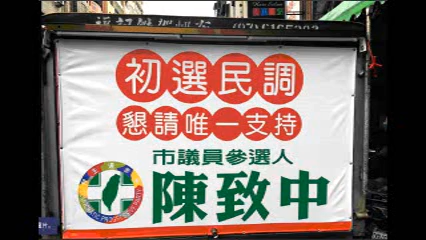 初選民調
懇請唯一支持
市議員參選人
陳致中